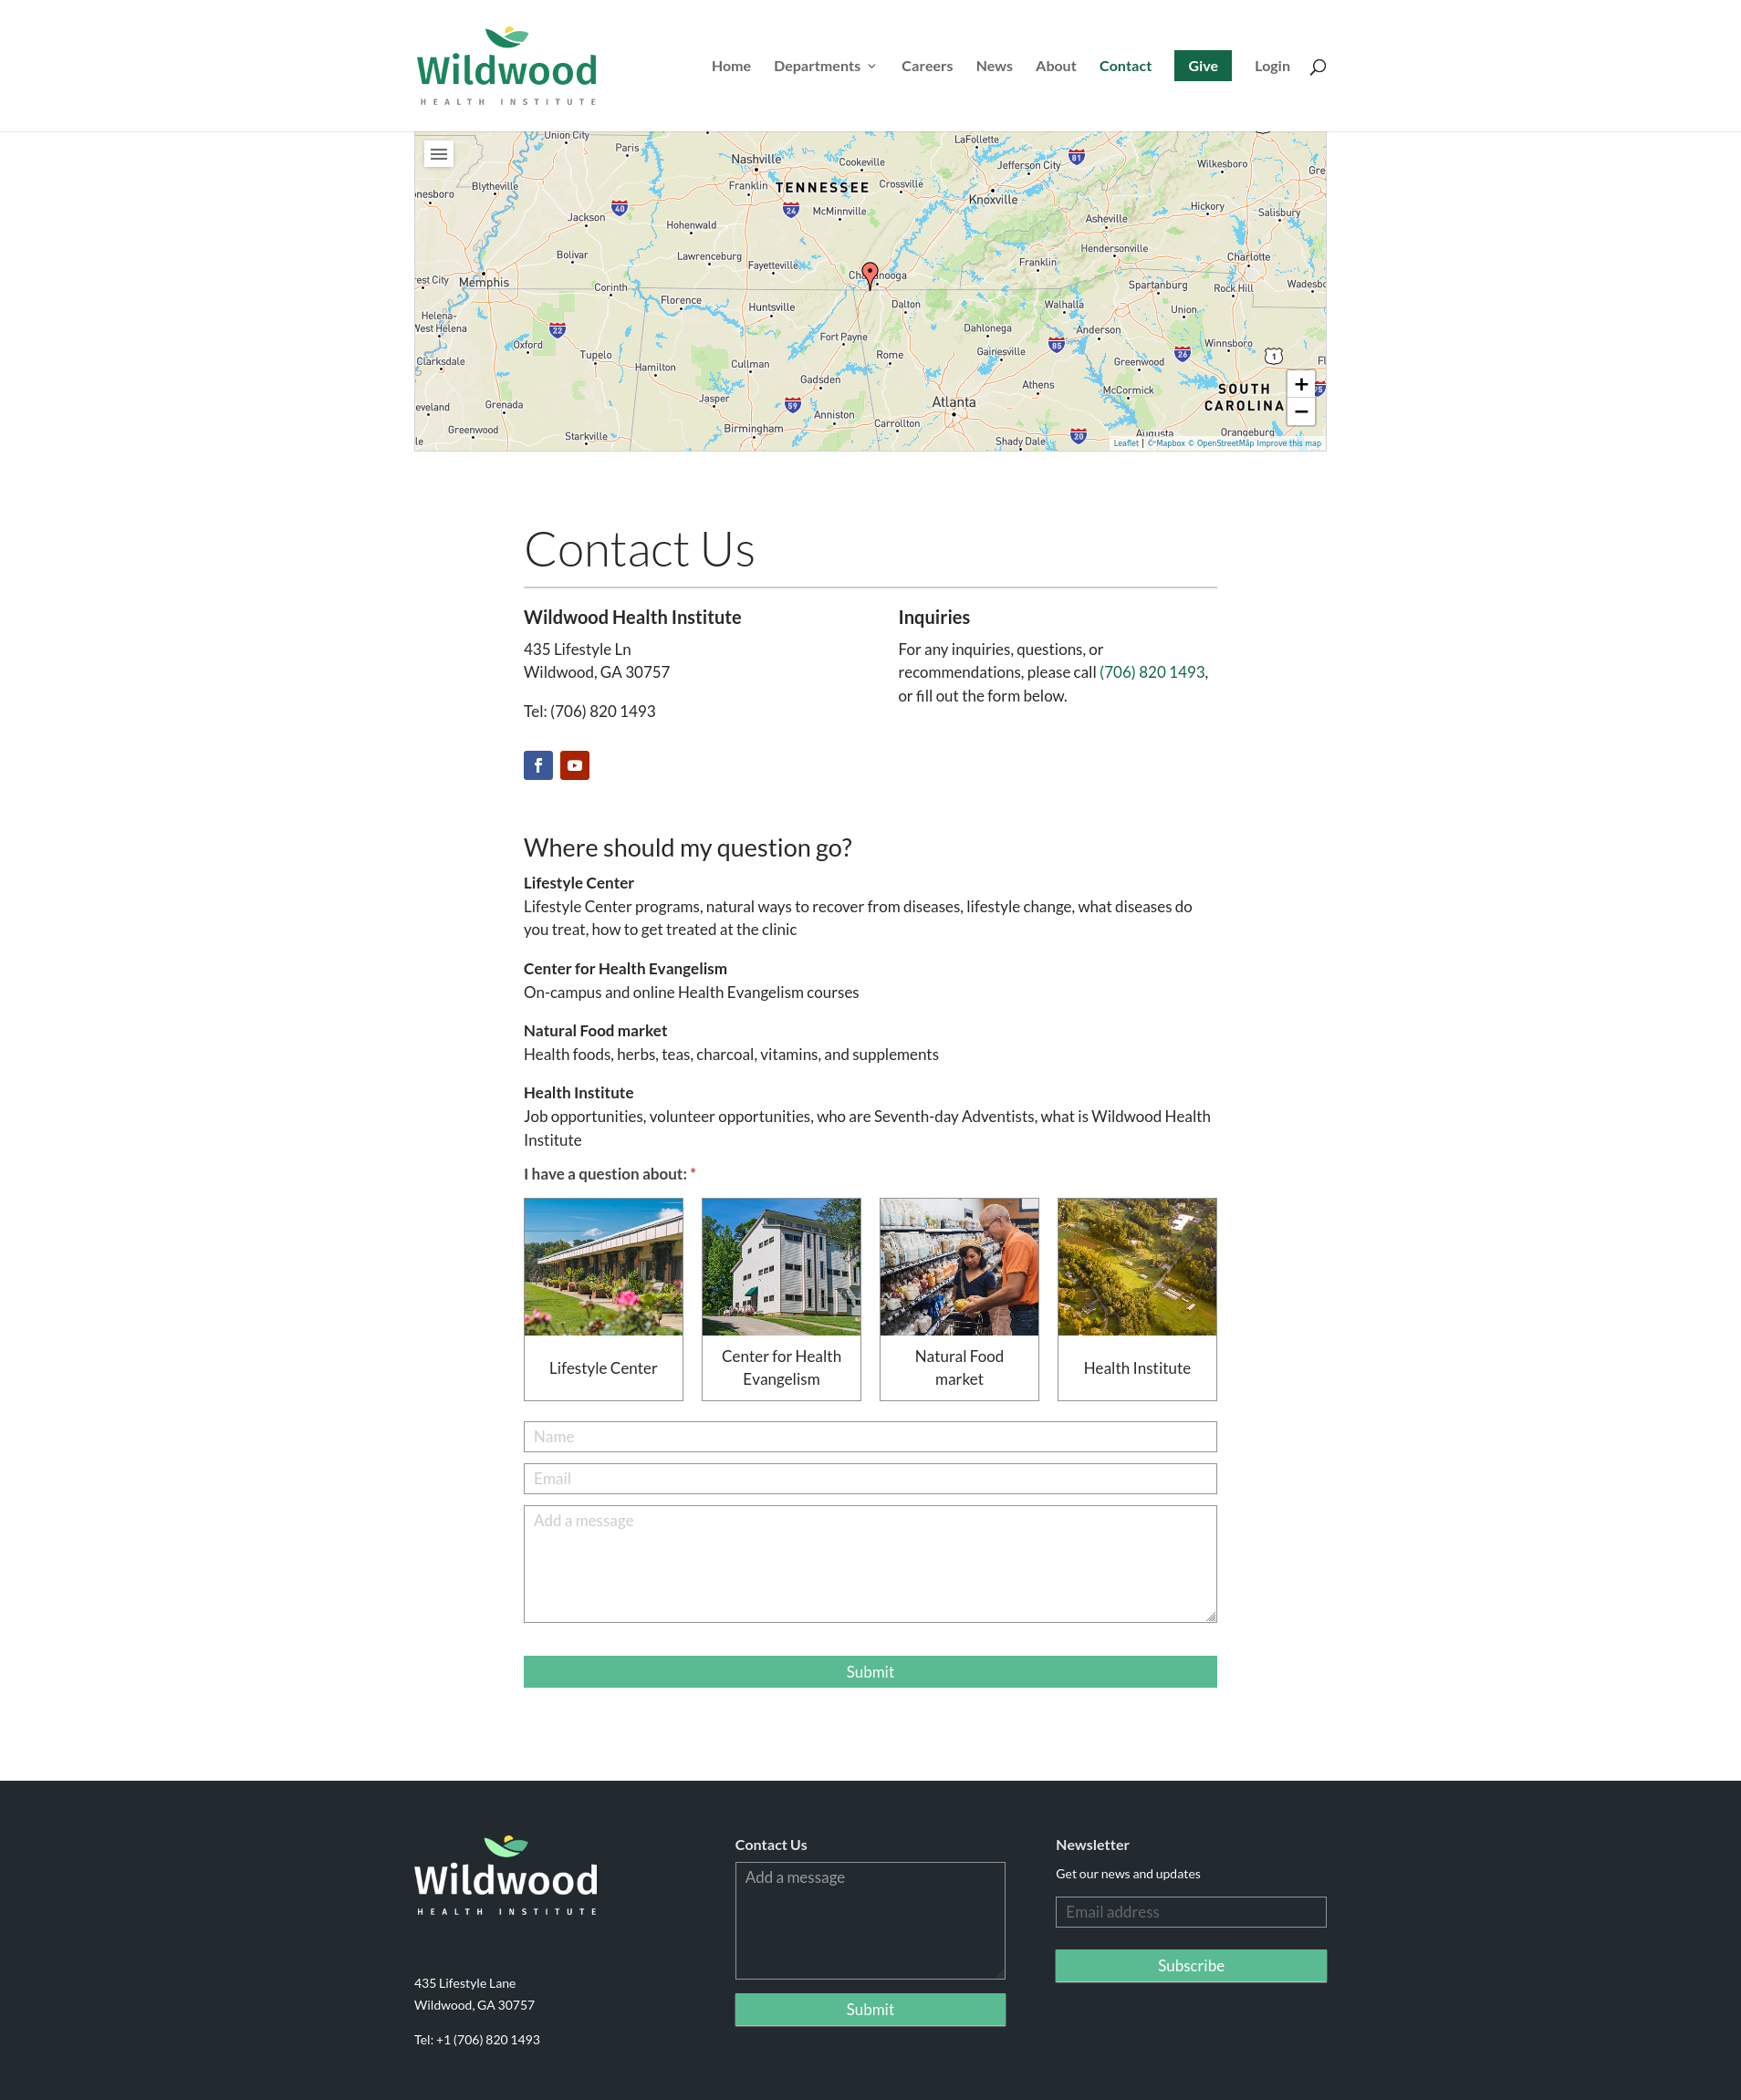 Wildwood
HEALTH INSTITUTE
Home
Departments
Careers
News
About
Contact
Give
Login
Union City
Paris
Nashville
Cookeville
LaFollette
Jefferson City
81
Wilkesboro
Blytheville
Franklin
TENNESSEE
Crossville
Knoxville
40
Jackson
24
McMinnville
Hickory
Salisbury
Hohenwald
Asheville
Bolivar
Lawrenceburg
Fayetteville
Hendersonville
Franklin
Charlotte
Memphis
Corinth
Florence
Huntsville
Dalton
Walhalla
Spartanburg
Rock Hill
Helena-
West Helena
22
Oxford
Fort Payne
Dahlonega
Anderson
Union
Clarksdale
Tupelo
Hamilton
Cullman
Rome
Gainesville
85
Greenwood
26
Winnsboro
1
Gadsden
Athens
McCormick
SOUTH
CAROLINA
Grenada
Jasper
59
Anniston
Atlanta
Greenwood
Starkville
Birmingham
Carrollton
Shady Dale
20
Augusta
Orangeburg
+
−
Leaflet | © Mapbox © OpenStreetMap Improve this map
Contact Us
Wildwood Health Institute
435 Lifestyle Ln
Wildwood, GA 30757
Tel: (706) 820 1493
Inquiries
For any inquiries, questions, or
recommendations, please call (706) 820 1493,
or fill out the form below.
Where should my question go?
Lifestyle Center
Lifestyle Center programs, natural ways to recover from diseases, lifestyle change, what diseases do
you treat, how to get treated at the clinic
Center for Health Evangelism
On-campus and online Health Evangelism courses
Natural Food market
Health foods, herbs, teas, charcoal, vitamins, and supplements
Health Institute
Job opportunities, volunteer opportunities, who are Seventh-day Adventists, what is Wildwood Health
Institute
I have a question about: *
Lifestyle Center
Center for Health
Evangelism
Natural Food
market
Health Institute
Name
Email
Add a message
Submit
Wildwood
HEALTH INSTITUTE
435 Lifestyle Lane
Wildwood, GA 30757
Tel: +1 (706) 820 1493
Contact Us
Add a message
Submit
Newsletter
Get our news and updates
Email address
Subscribe